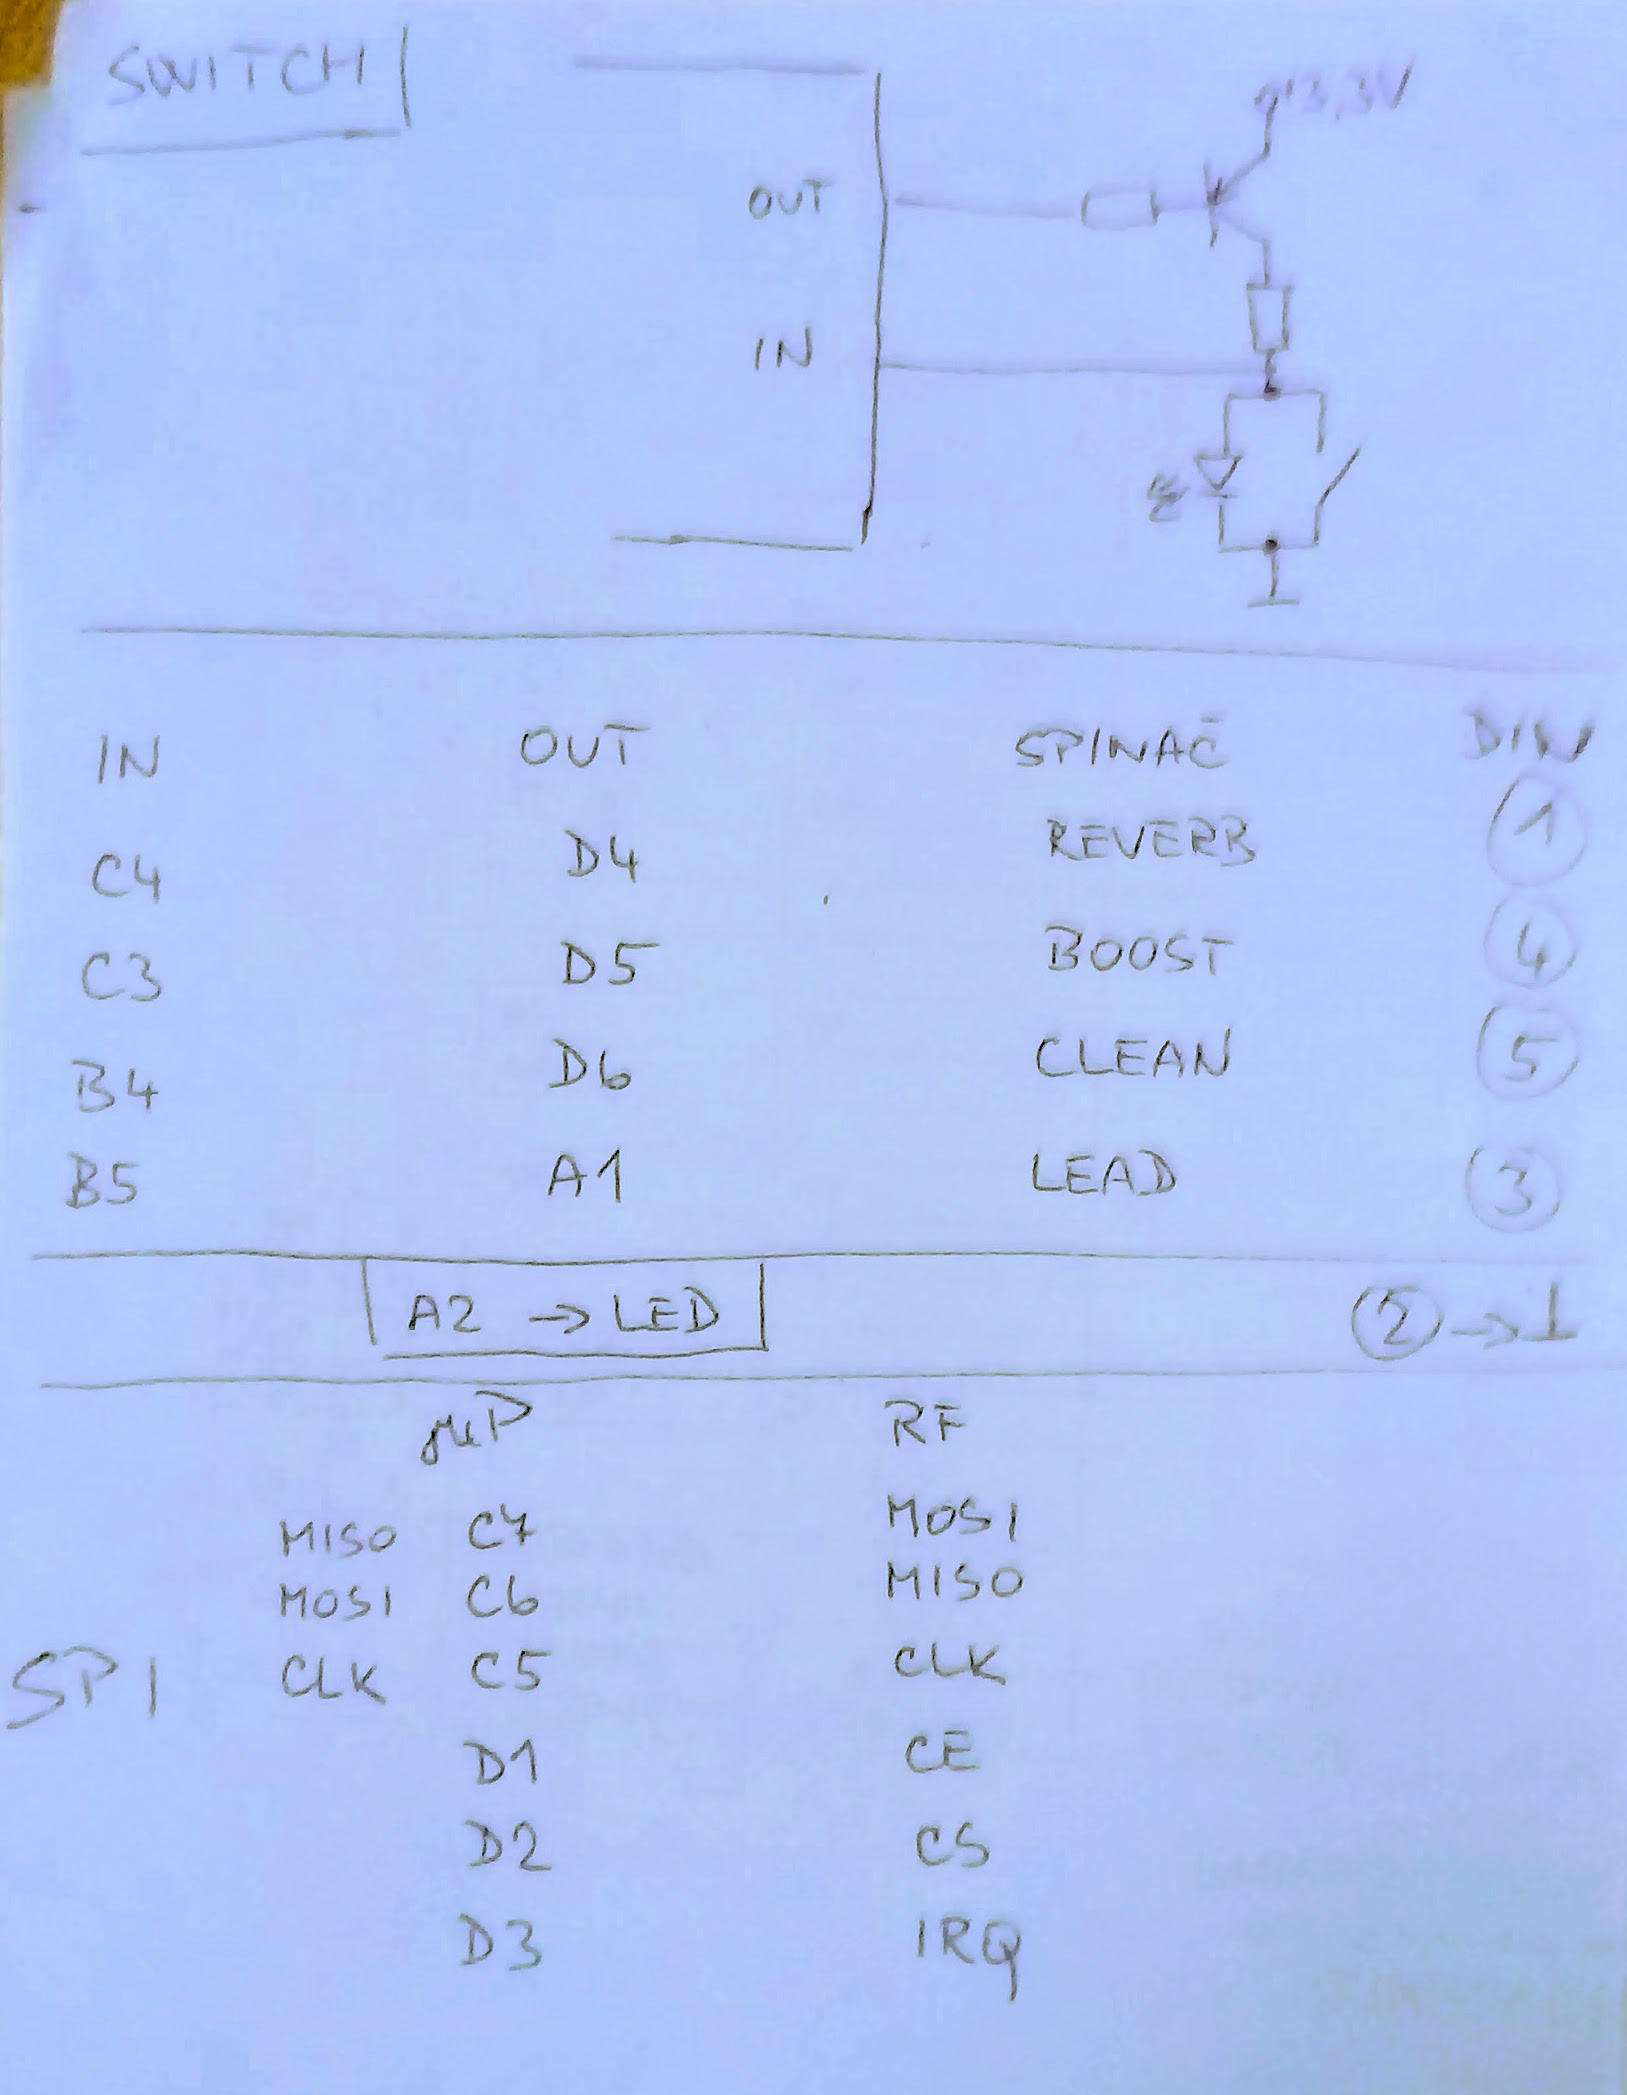 SWITCH
3,3V
OUT
IN
IN OUT SPINAČ DIN
C4 D4 REVERB 1
C3 D5 BOOST 4
B4 D6 CLEAN 5
B5 A1 LEAD 3
A2 → LED 2 → ⊥
μP RF
MISO C7 MOSI
MOSI C6 MISO
SPI CLK C5 CLK
D1 CE
D2 CS
D3 IRQ